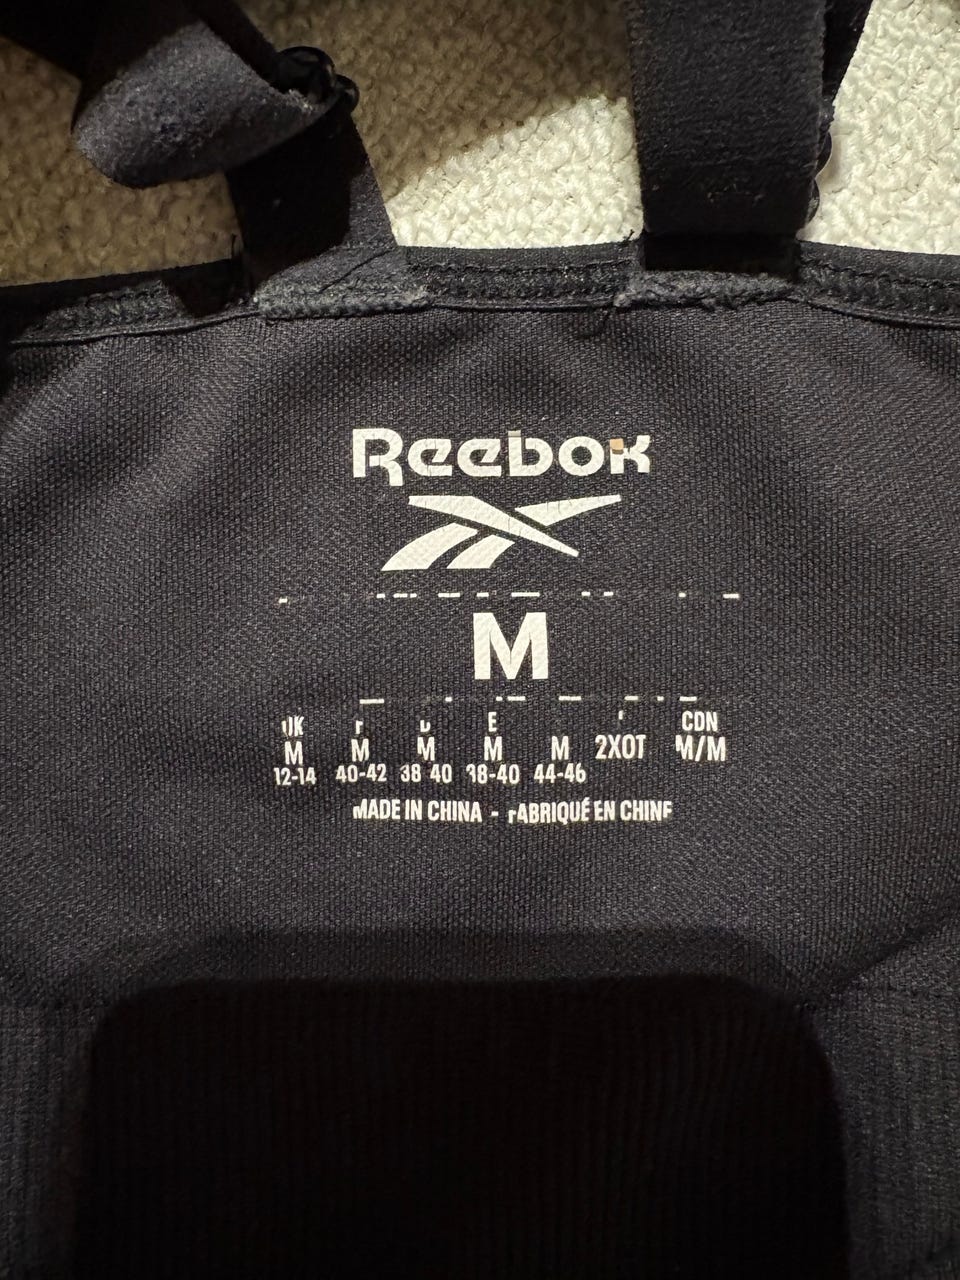 Reebok
M
UK E CDN
M M M M M 2XOT M/M
12-14 40-42 38 40 38-40 44-46
MADE IN CHINA - FABRIQUÉ EN CHINE